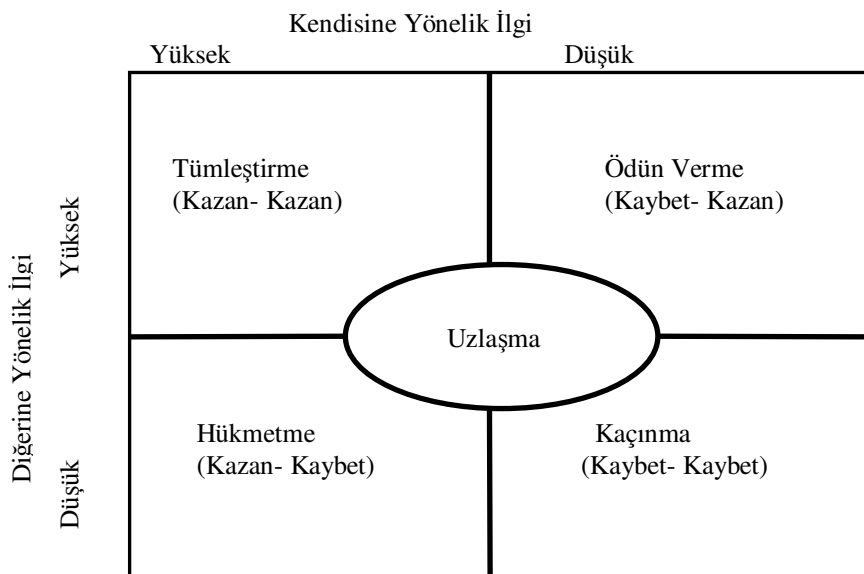 Kendisine Yönelik İlgi
Yüksek Düşük
Tümleştirme
(Kazan- Kazan)
Ödün Verme
(Kaybet- Kazan)
Diğerine Yönelik İlgi
Yüksek
Düşük
Uzlaşma
Hükmetme
(Kazan- Kaybet)
Kaçınma
(Kaybet- Kaybet)